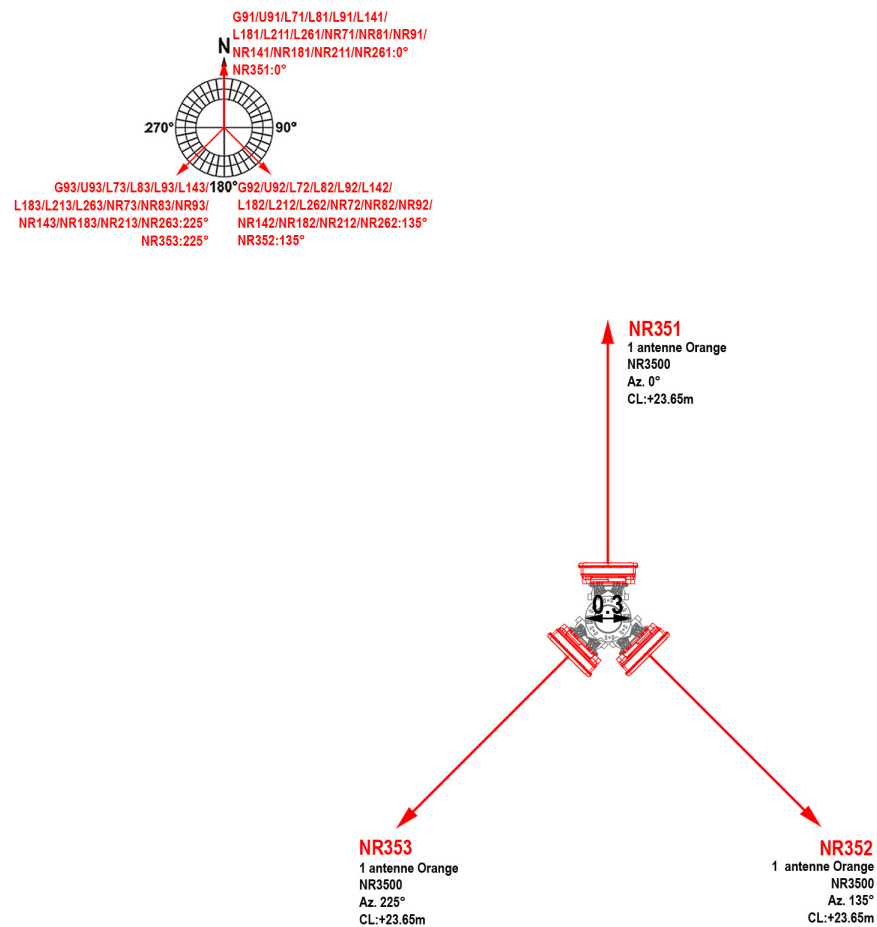 G91/U91/L71/L81/L91/L141/
L181/L211/L261/NR71/NR81/NR91/
NR141/NR181/NR211/NR261:0°
NR351:0°
N
270°
90°
180°
G93/U93/L73/L83/L93/L143/
L183/L213/L263/NR73/NR83/NR93/
NR143/NR183/NR213/NR263:225°
NR353:225°
G92/U92/L72/L82/L92/L142/
L182/L212/L262/NR72/NR82/NR92/
NR142/NR182/NR212/NR262:135°
NR352:135°
NR351
1 antenne Orange
NR3500
Az. 0°
CL:+23.65m
0.3
NR353
1 antenne Orange
NR3500
Az. 225°
CL:+23.65m
NR352
1 antenne Orange
NR3500
Az. 135°
CL:+23.65m